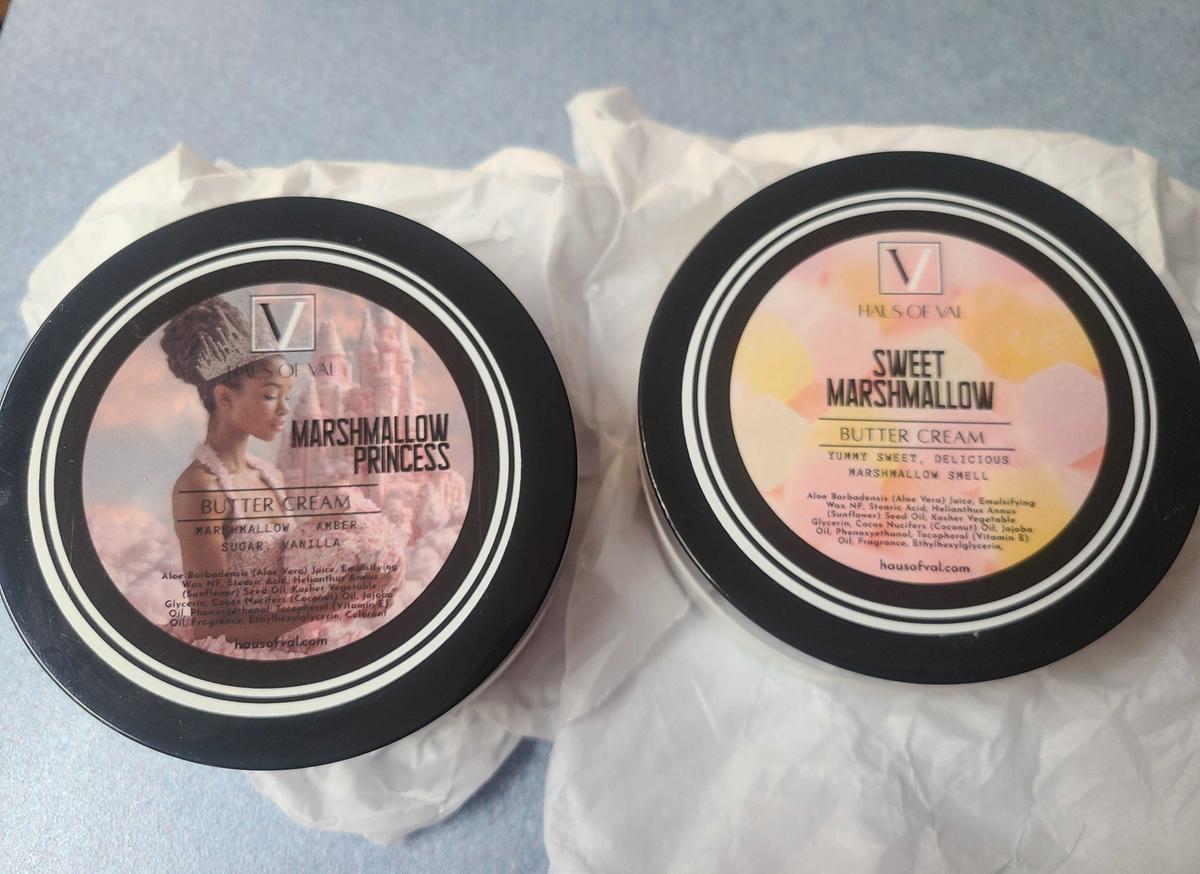 V
HAUS OF VAL
MARSHMALLOW
PRINCESS
BUTTER CREAM
MARSHMALLOW . AMBER
SUGAR. VANILLA
Aloe Barbadensis (Aloe Vera) Juice, Emulsifying
Wax NF, Stearic Acid, Helianthus Annus
(Sunflower) Seed Oil, Kosher Vegetable
Glycerin, Cocos Nucifers (Coconut) Oil, Jojoba
Oil, Phenoxyethanol, Tocopherol (Vitamin E)
Oil, Fragrance, Ethylhexylglycerin, Colorant
hausofval.com
V
HAUS OF VAL
SWEET
MARSHMALLOW
BUTTER CREAM
YUMMY SWEET, DELICIOUS
MARSHMALLOW SMELL
Aloe Barbadensis (Aloe Vera) Juice, Emulsifying
Wax NF, Stearic Acid, Helianthus Annus
(Sunflower) Seed Oil, Kosher Vegetable
Glycerin, Cocos Nucifers (Coconut) Oil, Jojoba
Oil, Phenoxyethanol, Tocopherol (Vitamin E)
Oil, Fragrance, Ethylhexylglycerin,
hausofval.com